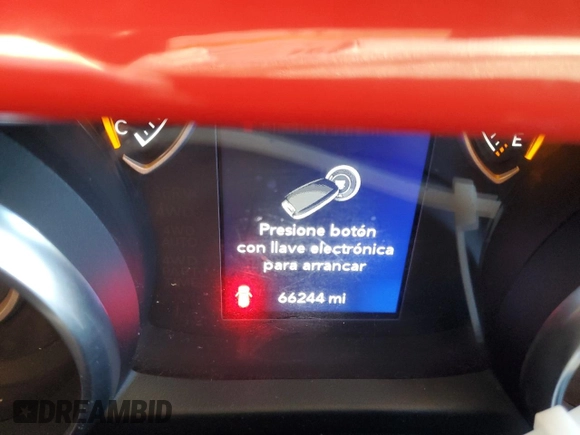 C
E
Presione botón
con llave electrónica
para arrancar
66244 mi
DREAMBID